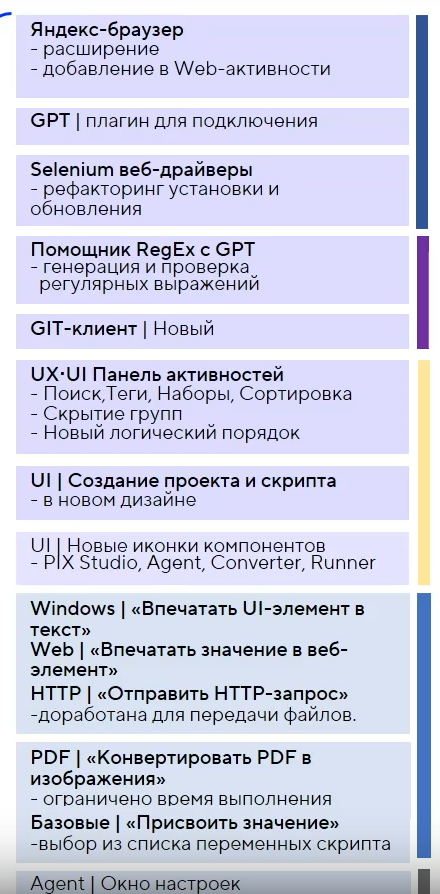 Яндекс-браузер
- расширение
- добавление в Web-активности
GPT | плагин для подключения
Selenium веб-драйверы
- рефакторинг установки и
обновления
Помощник RegEx с GPT
- генерация и проверка
регулярных выражений
GIT-клиент | Новый
UX·UI Панель активностей
- Поиск,Теги, Наборы, Сортировка
- Скрытие групп
- Новый логический порядок
UI | Создание проекта и скрипта
- в новом дизайне
UI | Новые иконки компонентов
- PIX Studio, Agent, Converter, Runner
Windows | «Впечатать UI-элемент в
текст»
Web | «Впечатать значение в веб-
элемент»
HTTP | «Отправить HTTP-запрос»
-доработана для передачи файлов.
PDF | «Конвертировать PDF в
изображения»
- ограничено время выполнения
Базовые | «Присвоить значение»
-выбор из списка переменных скрипта
Agent | Окно настроек